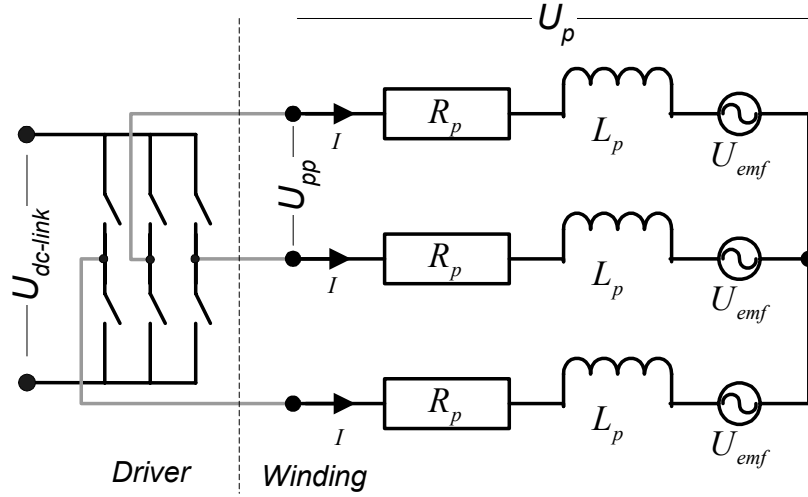 U_p
R_p
I
L_p
U_emf
U_pp
U_dc-link
R_p
I
L_p
U_emf
R_p
I
L_p
U_emf
Driver
Winding